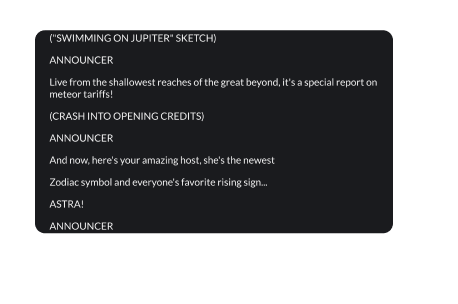 ("SWIMMING ON JUPITER" SKETCH)
ANNOUNCER
Live from the shallowest reaches of the great beyond, it's a special report on
meteor tariffs!
(CRASH INTO OPENING CREDITS)
ANNOUNCER
And now, here's your amazing host, she's the newest
Zodiac symbol and everyone's favorite rising sign...
ASTRA!
ANNOUNCER